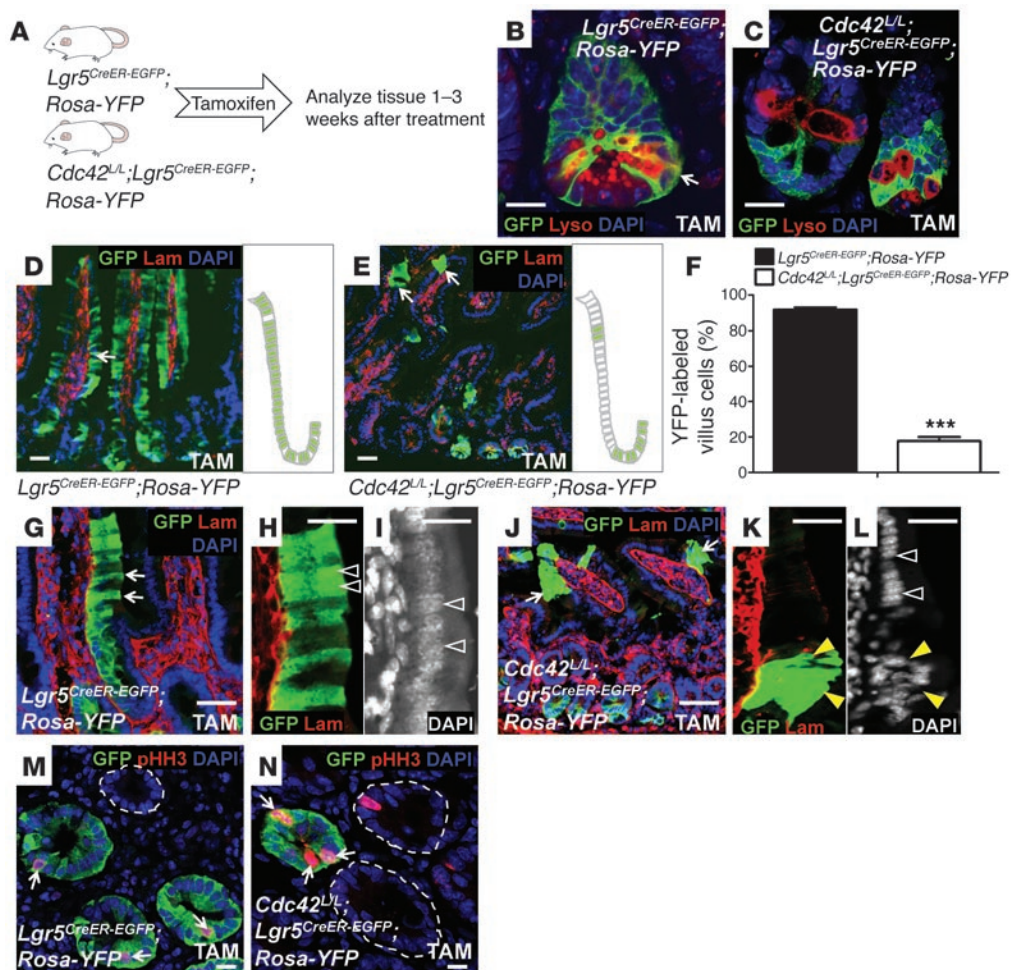 A
Lgr5CreER-EGFP;
Rosa-YFP
Cdc42L/L;Lgr5CreER-EGFP;
Rosa-YFP
Tamoxifen
Analyze tissue 1–3
weeks after treatment
B
Lgr5CreER-EGFP;
Rosa-YFP
GFP Lyso DAPI
TAM
C
Cdc42L/L;
Lgr5CreER-EGFP;
Rosa-YFP
GFP Lyso DAPI
TAM
D
GFP Lam DAPI
TAM
Lgr5CreER-EGFP;Rosa-YFP
E
GFP Lam
DAPI
TAM
Cdc42L/L;Lgr5CreER-EGFP;Rosa-YFP
F
Lgr5CreER-EGFP;Rosa-YFP
Cdc42L/L;Lgr5CreER-EGFP;Rosa-YFP
YFP-labeled
villus cells (%)
100
80
60
40
20
0
***
G
GFP Lam
DAPI
Lgr5CreER-EGFP;
Rosa-YFP
TAM
H
GFP Lam
I
DAPI
J
GFP Lam DAPI
Cdc42L/L;
Lgr5CreER-EGFP;
Rosa-YFP
TAM
K
GFP Lam
L
DAPI
M
GFP pHH3 DAPI
Lgr5CreER-EGFP;
Rosa-YFP
TAM
N
GFP pHH3 DAPI
Cdc42L/L;
Lgr5CreER-EGFP;
Rosa-YFP
TAM